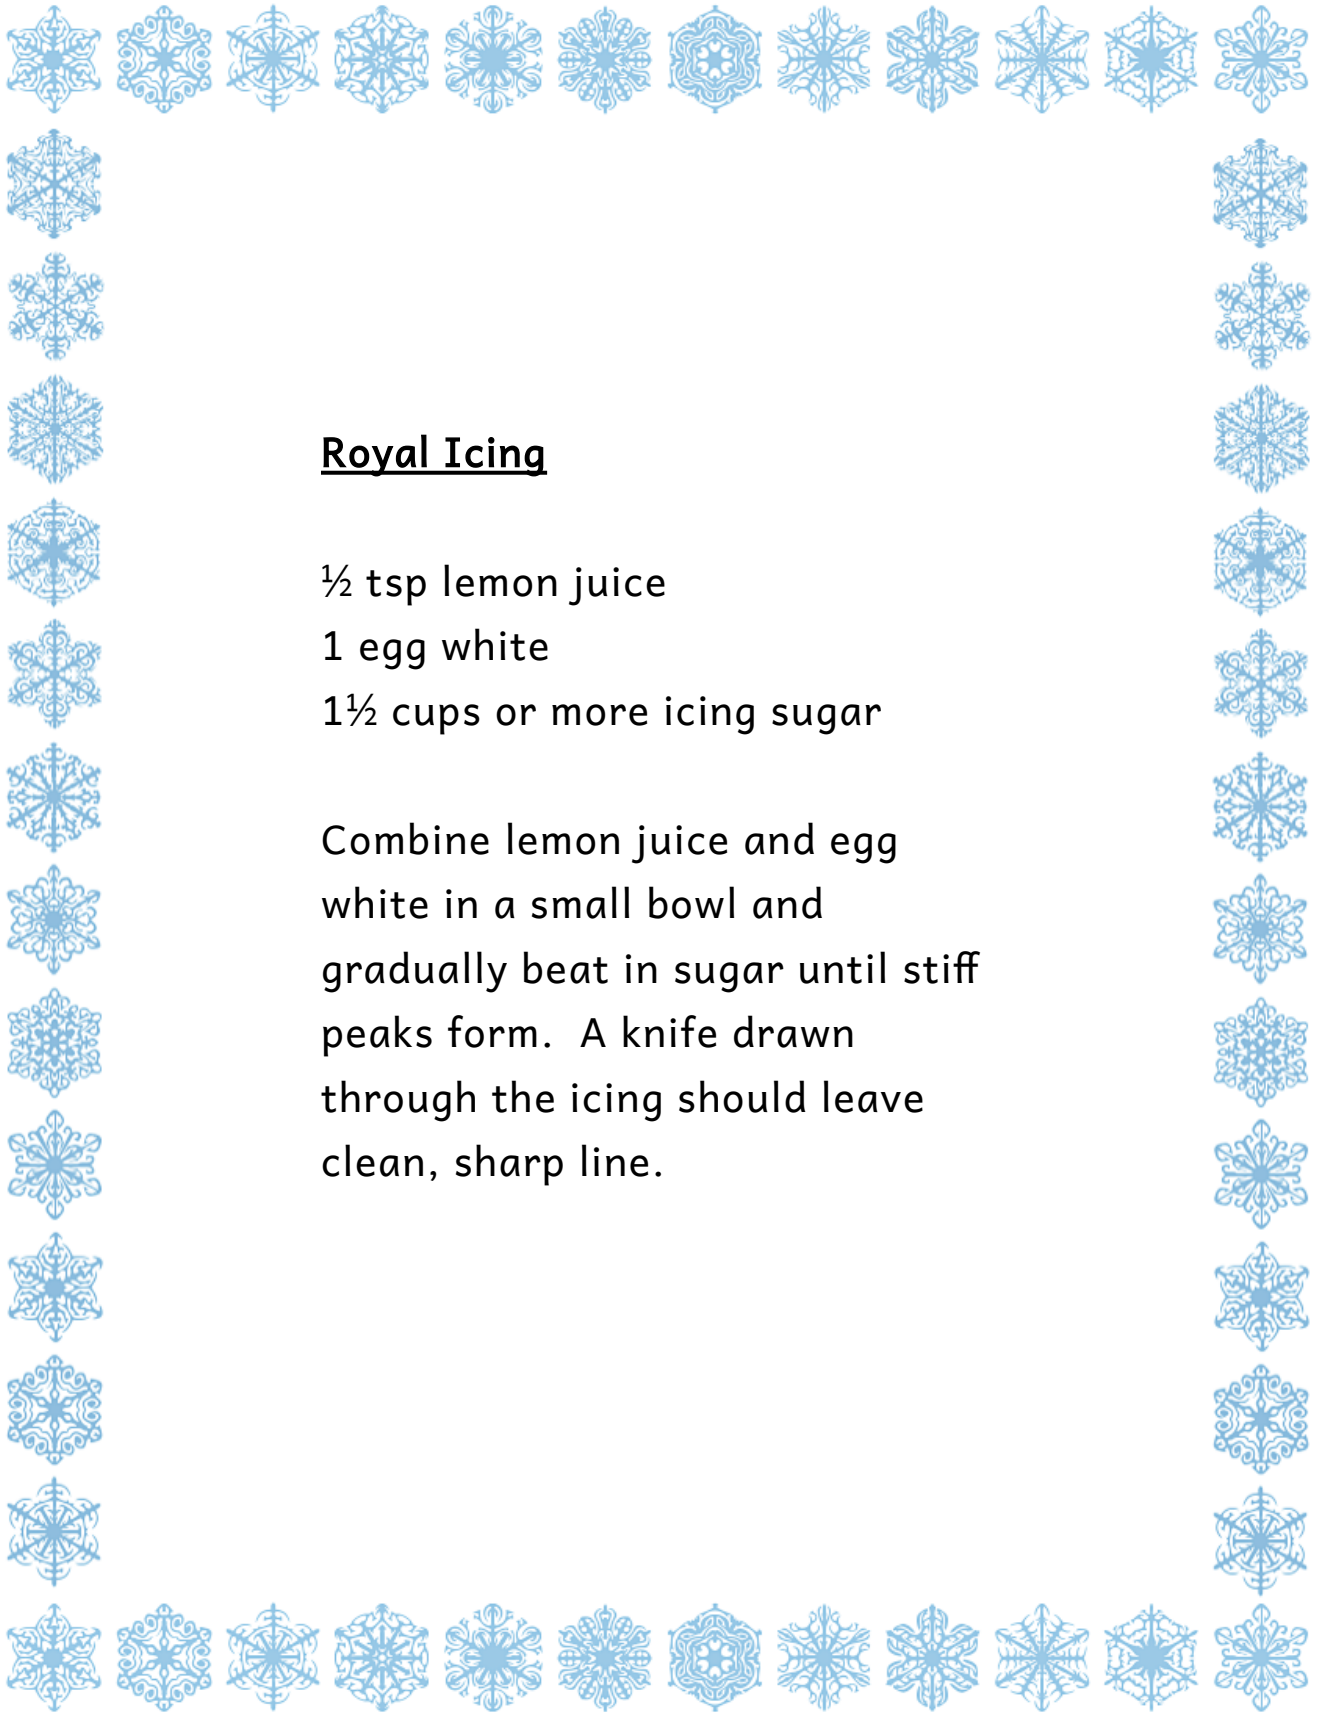 Royal Icing
½ tsp lemon juice
1 egg white
1½ cups or more icing sugar
Combine lemon juice and egg
white in a small bowl and
gradually beat in sugar until stiff
peaks form.  A knife drawn
through the icing should leave
clean, sharp line.